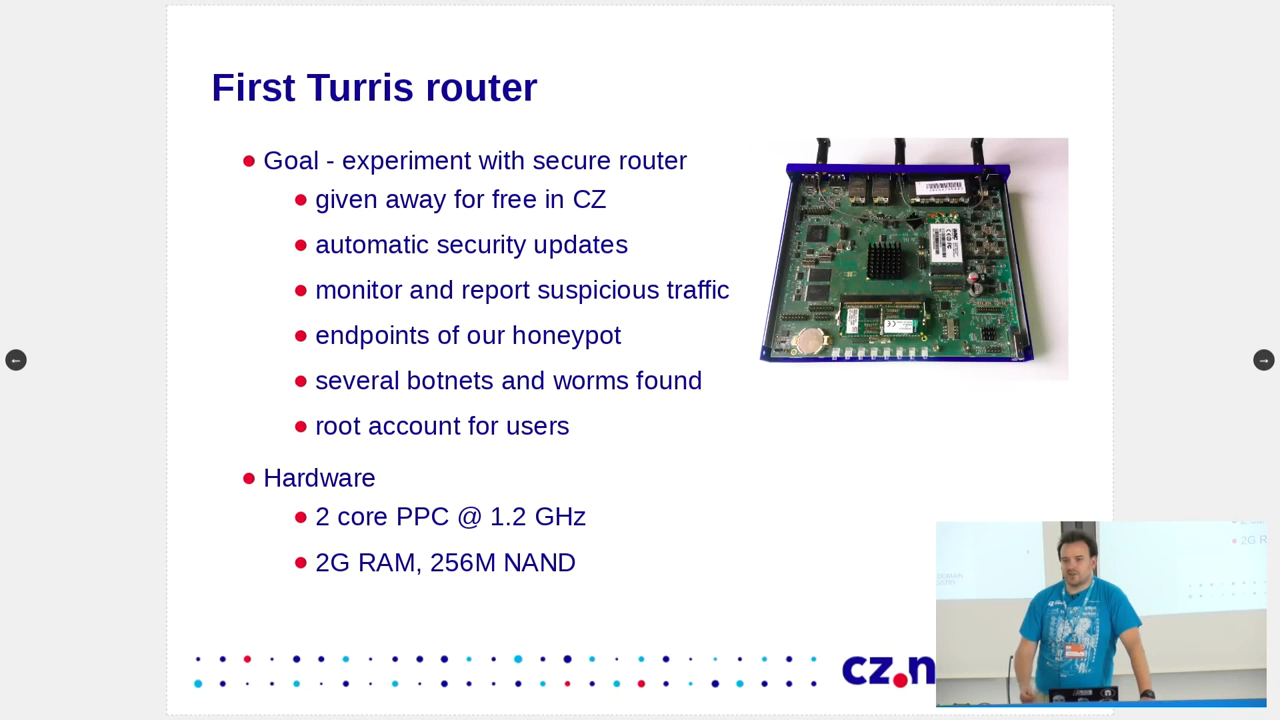 First Turris router
Goal - experiment with secure router
given away for free in CZ
automatic security updates
monitor and report suspicious traffic
endpoints of our honeypot
several botnets and worms found
root account for users
Hardware
2 core PPC @ 1.2 GHz
2G RAM, 256M NAND
cz.n
2G R